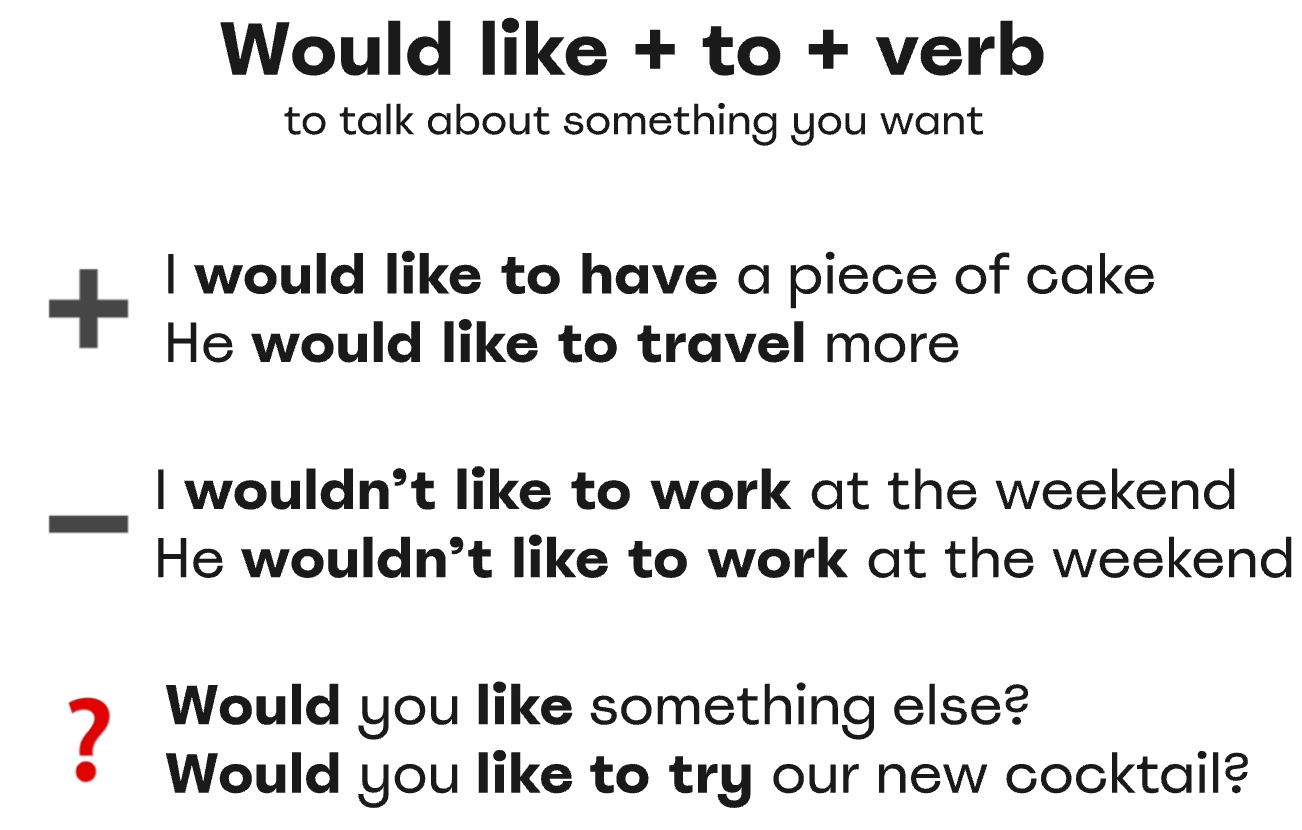 Would like + to + verb
to talk about something you want
I would like to have a piece of cake
He would like to travel more
I wouldn’t like to work at the weekend
He wouldn’t like to work at the weekend
Would you like something else?
Would you like to try our new cocktail?